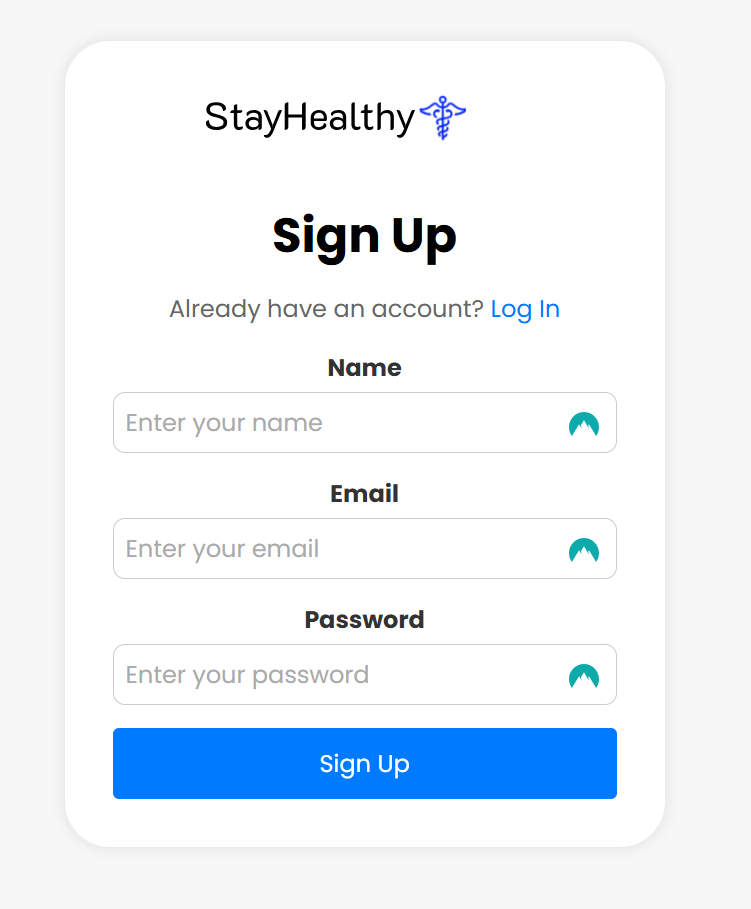 StayHealthy
Sign Up
Already have an account? Log In
Name
Enter your name
Email
Enter your email
Password
Enter your password
Sign Up